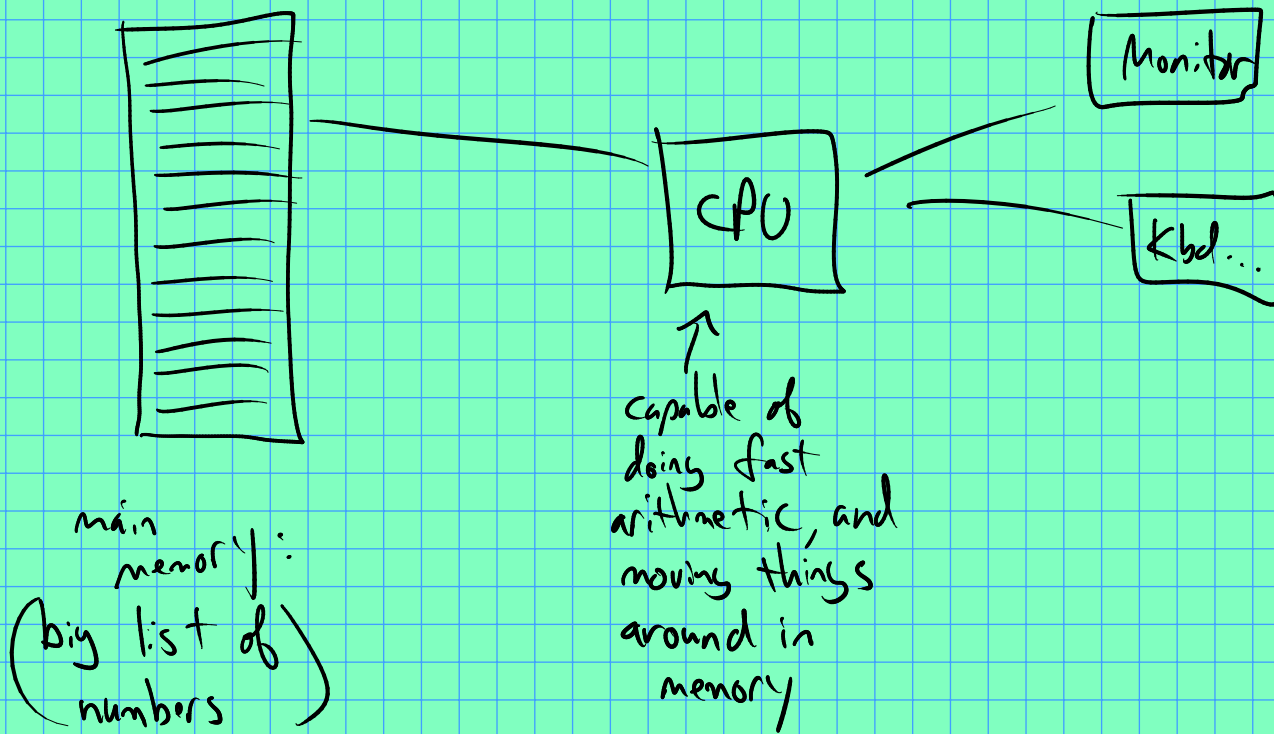 Monitor
CPU
Kbd...
capable of
doing fast
arithmetic, and
moving things
around in
memory
main
memory:
(big list of
numbers)